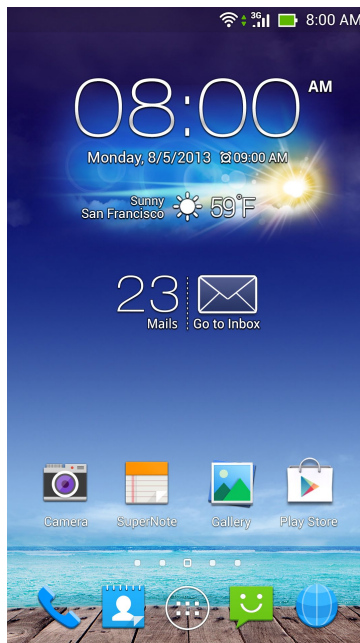 3G 8:00 AM
08:00 AM
Monday, 8/5/2013 09:00 AM
Sunny
San Francisco 59°F
23
Mails Go to Inbox
Camera SuperNote Gallery Play Store